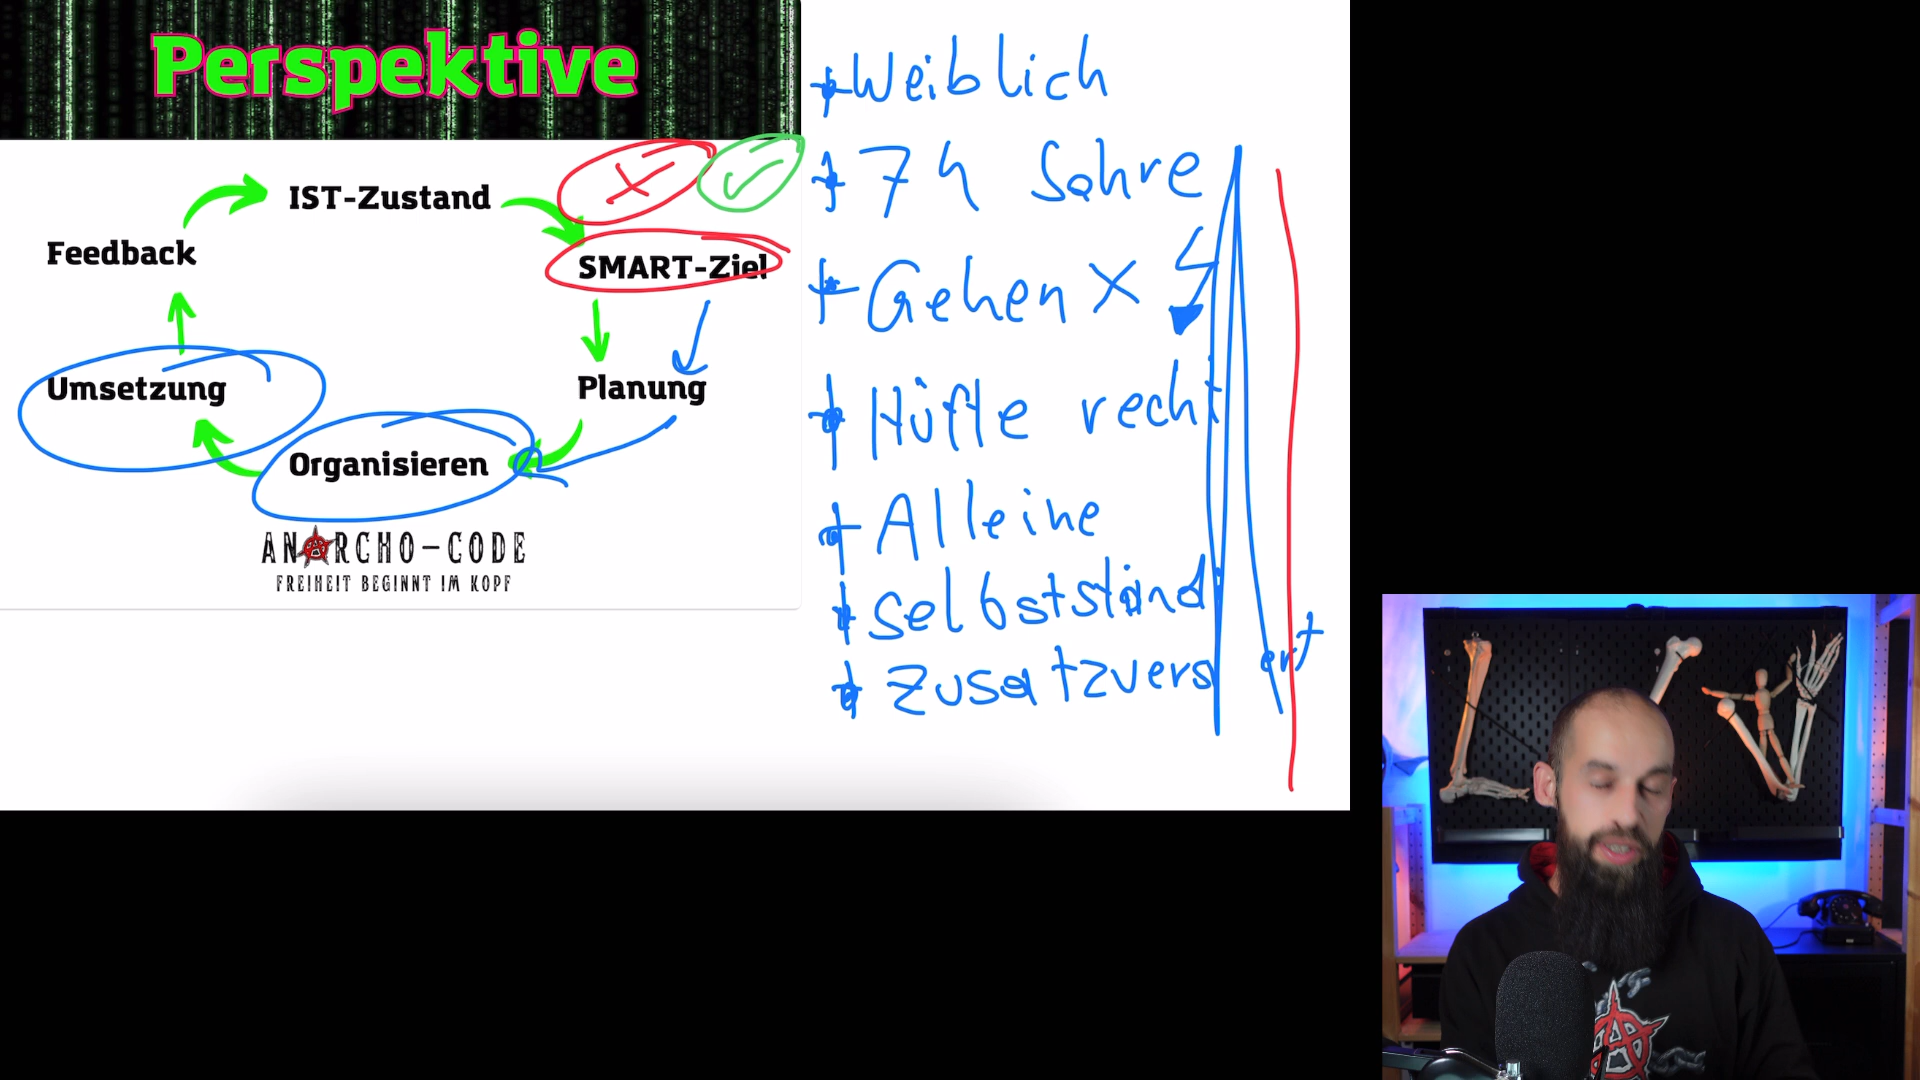 Perspektive
IST-Zustand
SMART-Ziel
Planung
Organisieren
Umsetzung
Feedback
ANARCHO-CODE
FREIHEIT BEGINNT IM KOPF
Weiblich
74 Jahre
Gehen X
Hüfte recht
Alleine
selbstständ
Zusatzvers ert